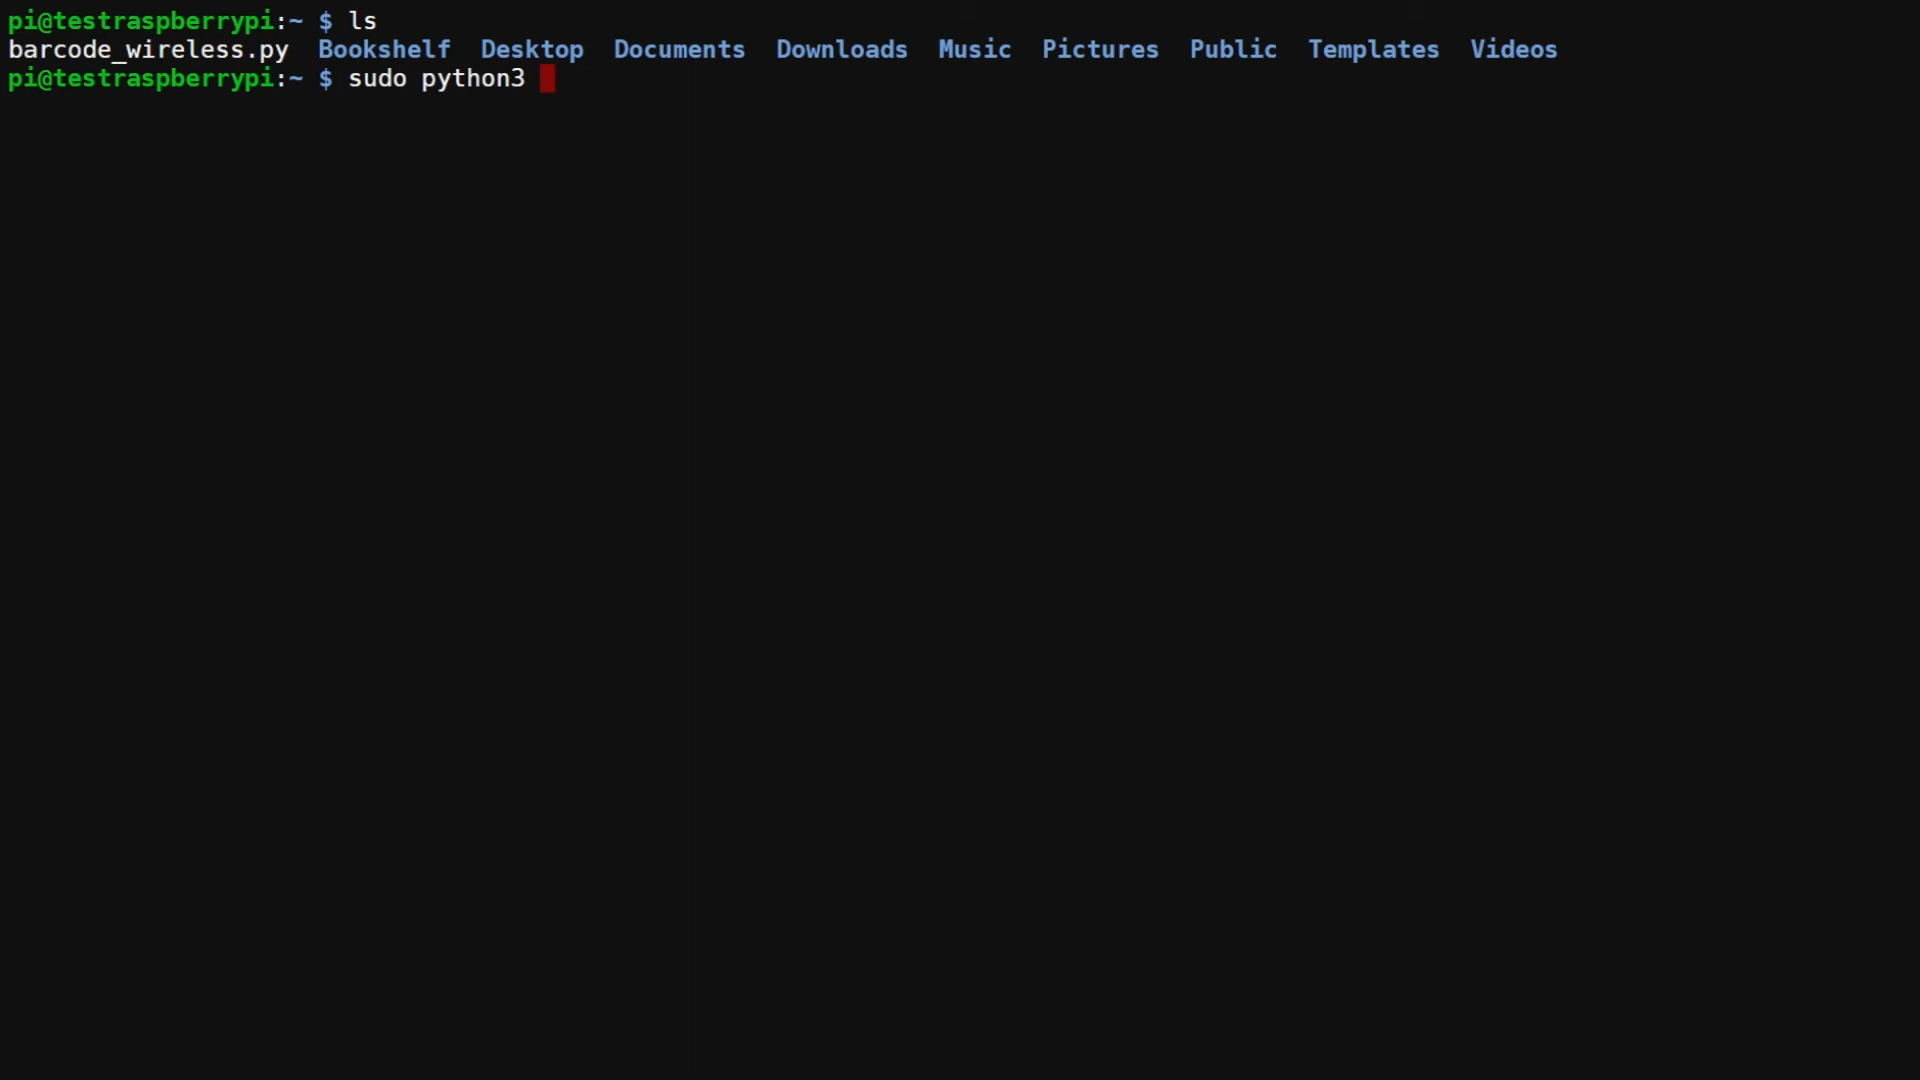 pi@testraspberrypi:~ $ ls
barcode_wireless.py  Bookshelf  Desktop  Documents  Downloads  Music  Pictures  Public  Templates  Videos
pi@testraspberrypi:~ $ sudo python3